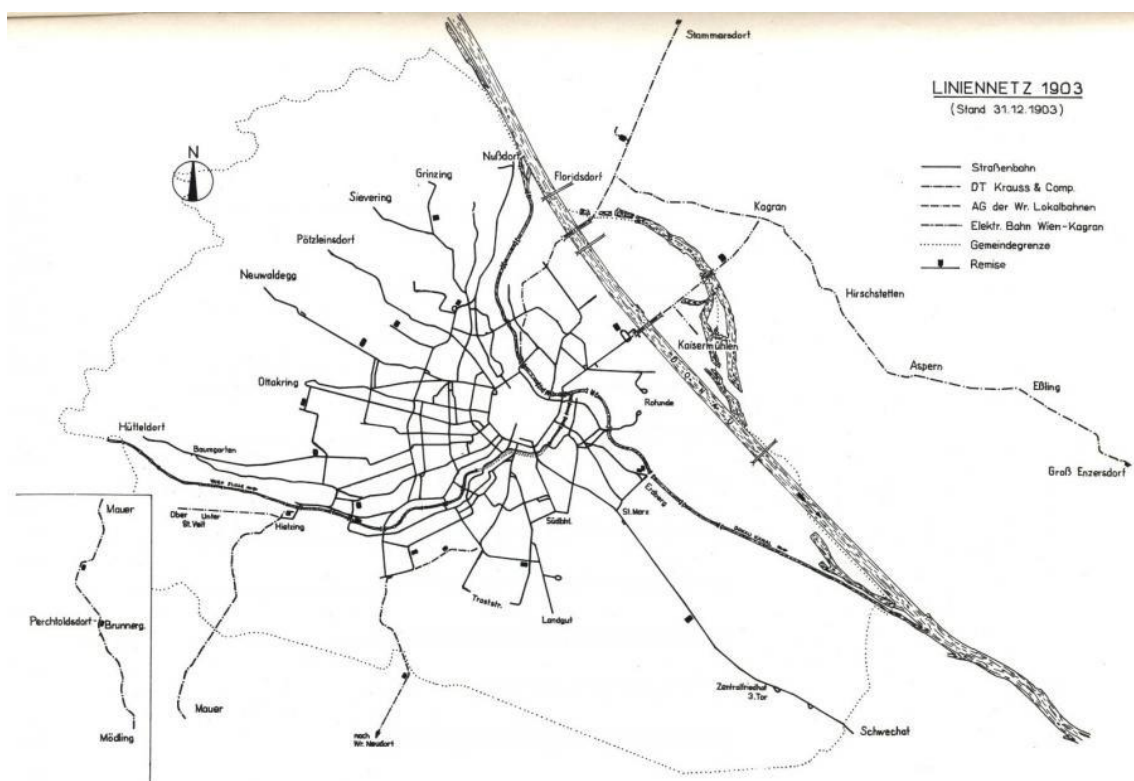 LINIENNETZ 1903
(Stand 31.12.1903)
Straßenbahn
DT Krauss & Comp.
AG der Wr. Lokalbahnen
Elektr. Bahn Wien-Kagran
Gemeindegrenze
Remise
N
Stammersdorf
Nußdorf
Floridsdorf
Grinzing
Sievering
Pötzleinsdorf
Neuwaldegg
Kagran
Hirschstetten
Kaisermühlen
Aspern
Eßling
Groß Enzersdorf
Ottakring
Rotunde
Hütteldorf
Baumgarten
Ober
St.Veit
Unter
Hietzing
Erdberg
St. Marx
Südbhf.
Mauer
Perchtoldsdorf-
Brunnerg.
Mödling
Mauer
Troststr.
Landgut
nach
Wr. Neudorf
Zentralfriedhof
3.Tor
Schwechat